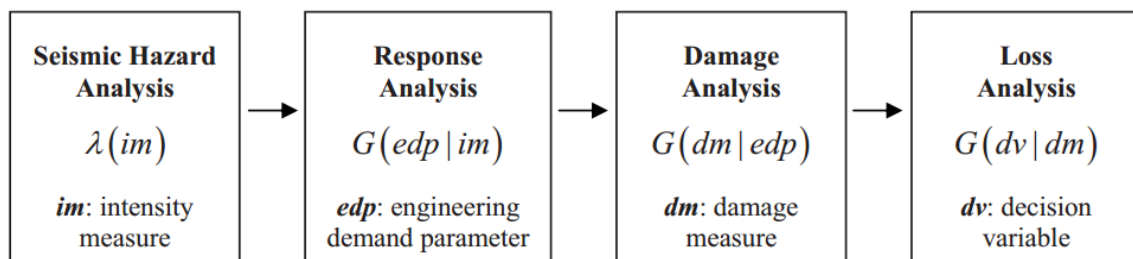 Seismic Hazard
Analysis
λ(im)
im: intensity
measure
Response
Analysis
G(edp | im)
edp: engineering
demand parameter
Damage
Analysis
G(dm | edp)
dm: damage
measure
Loss
Analysis
G(dv | dm)
dv: decision
variable